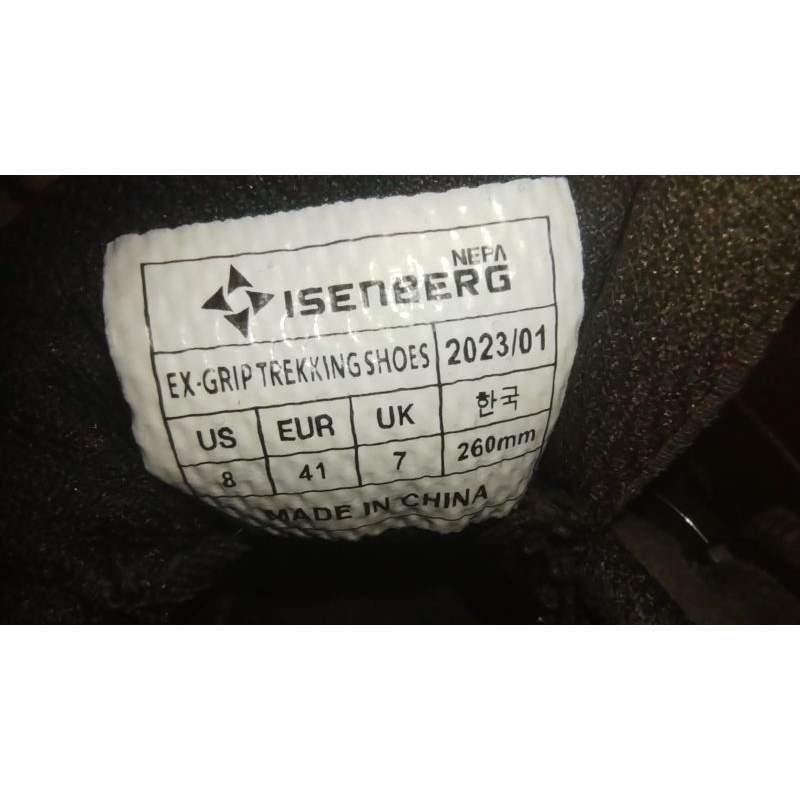 NEPA
ISENBERG
EX-GRIP TREKKING SHOES 2023/01
US EUR UK 한국
8 41 7 260mm
MADE IN CHINA